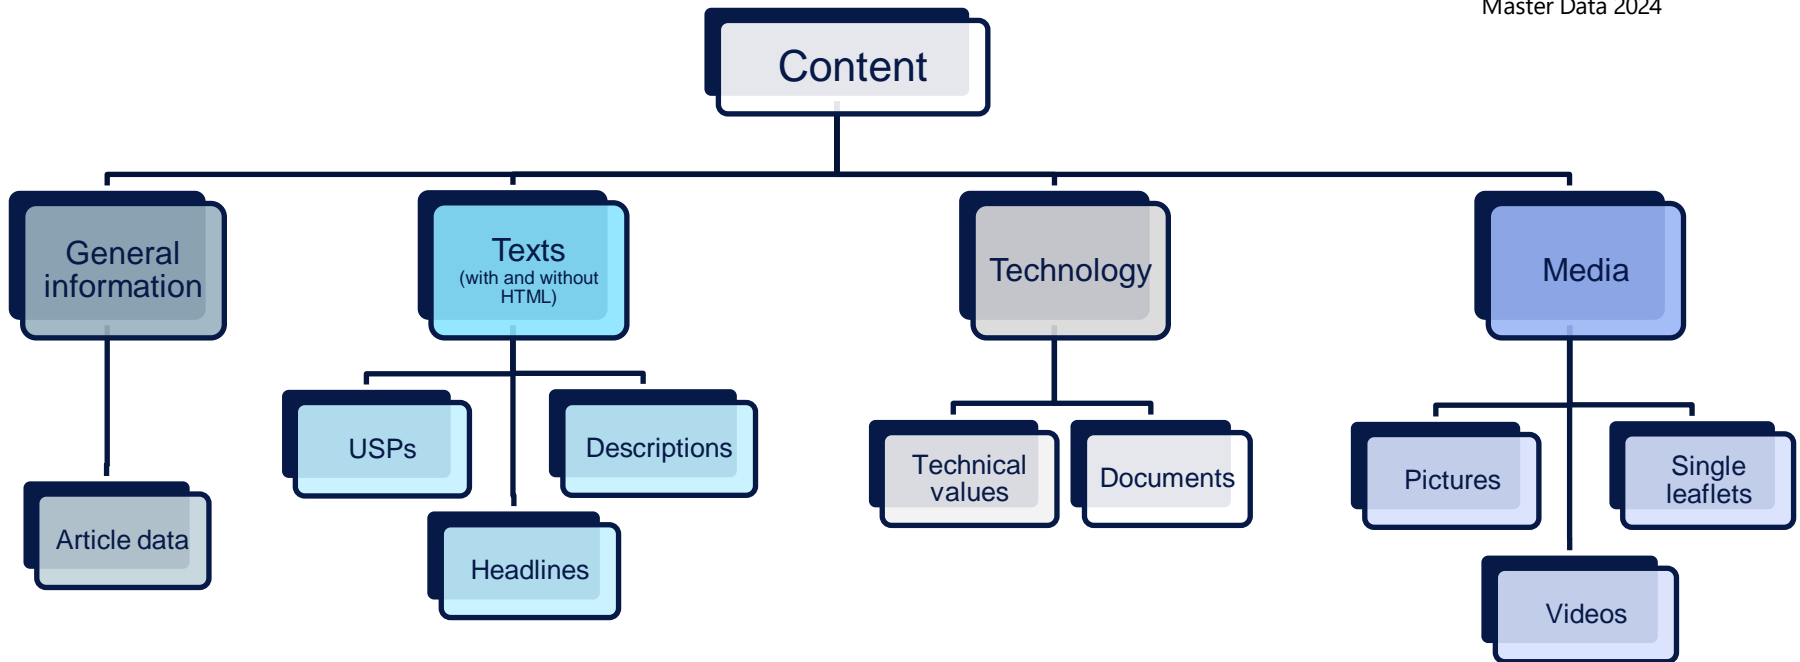 Master Data 2024
Content
General
information
Texts
(with and without
HTML)
Technology
Media
USPs
Descriptions
Technical
values
Documents
Pictures
Single
leaflets
Article data
Headlines
Videos